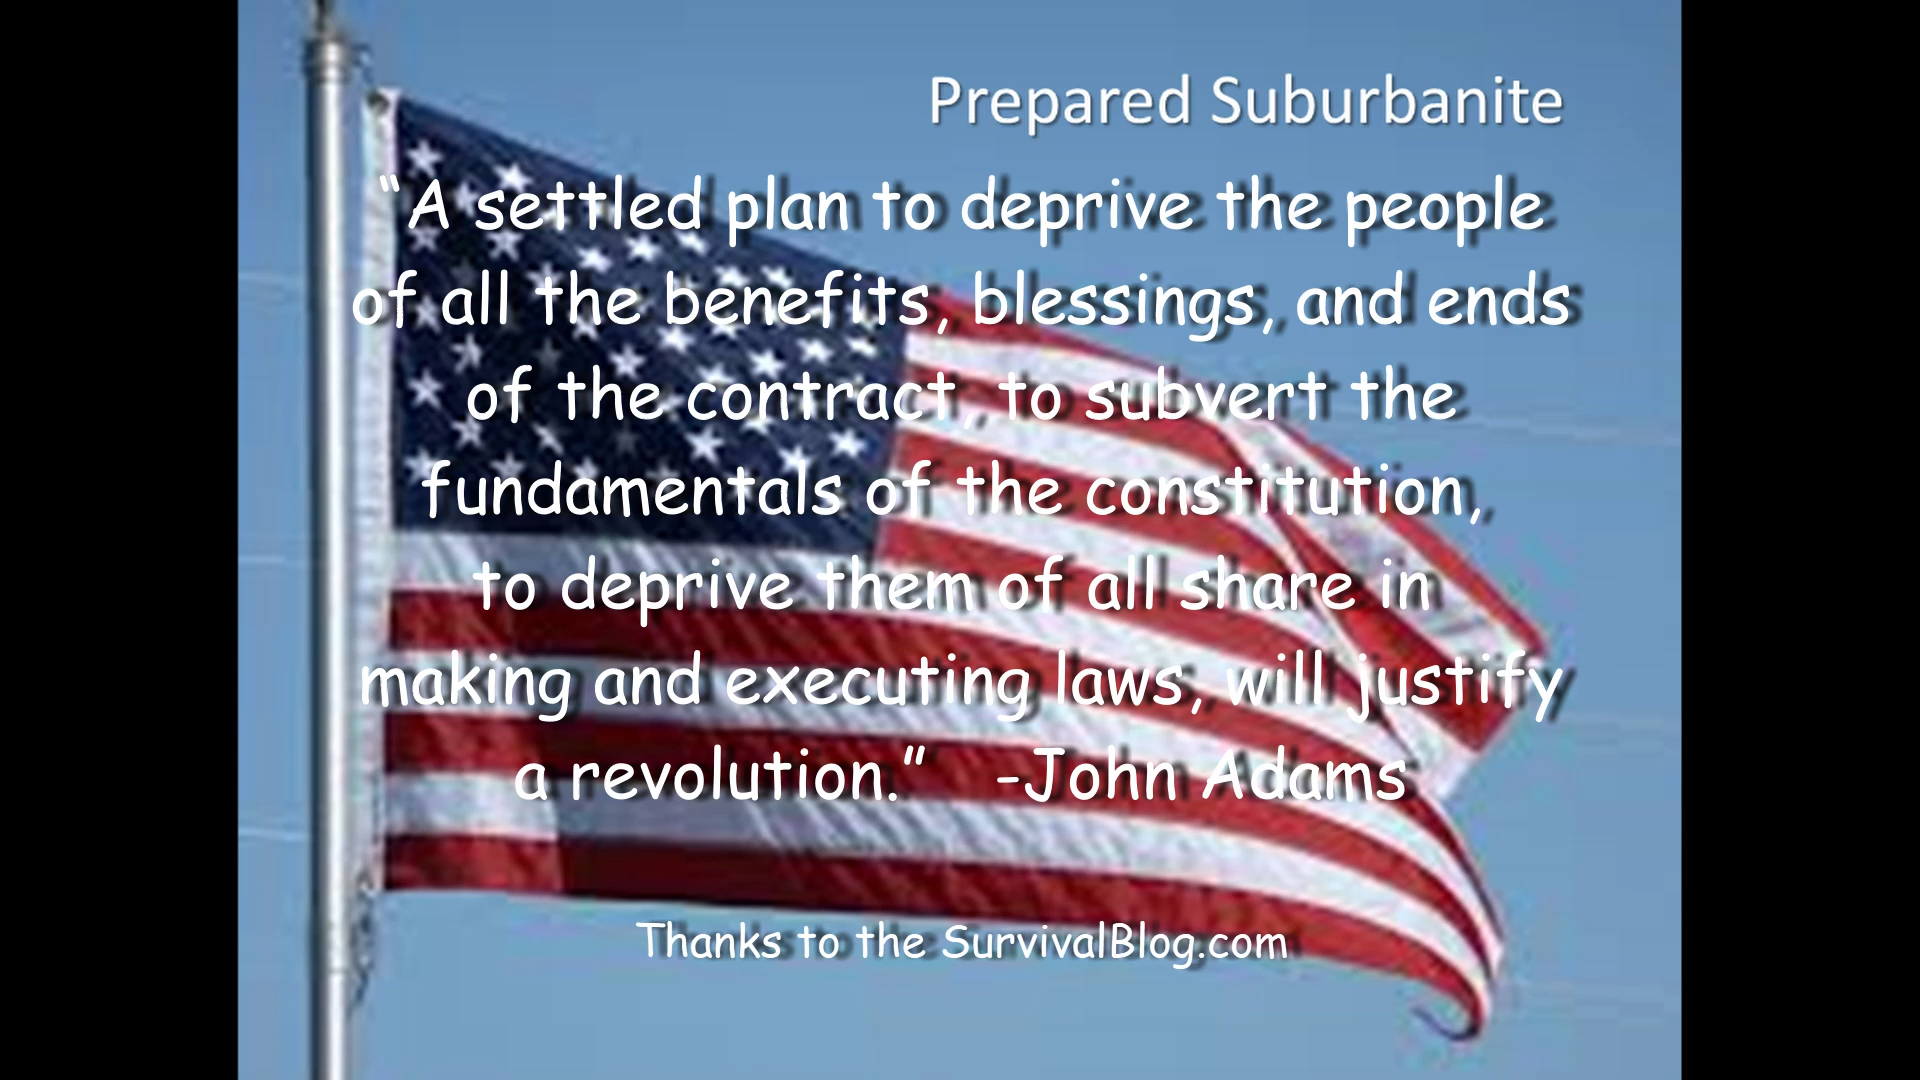 Prepared Suburbanite
“A settled plan to deprive the people
of all the benefits, blessings, and ends
of the contract, to subvert the
fundamentals of the constitution,
to deprive them of all share in
making and executing laws, will justify
a revolution.” -John Adams
Thanks to the SurvivalBlog.com